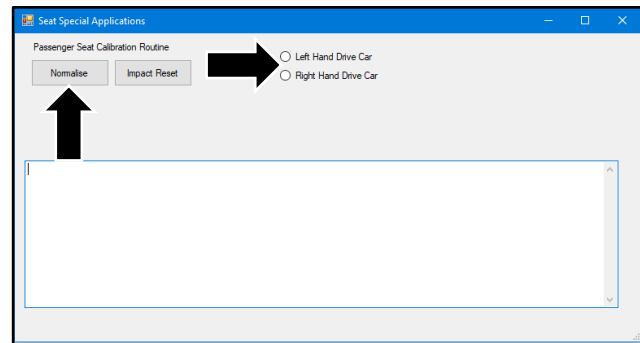 Seat Special Applications
Passenger Seat Calibration Routine
Normalise
Impact Reset
Left Hand Drive Car
Right Hand Drive Car